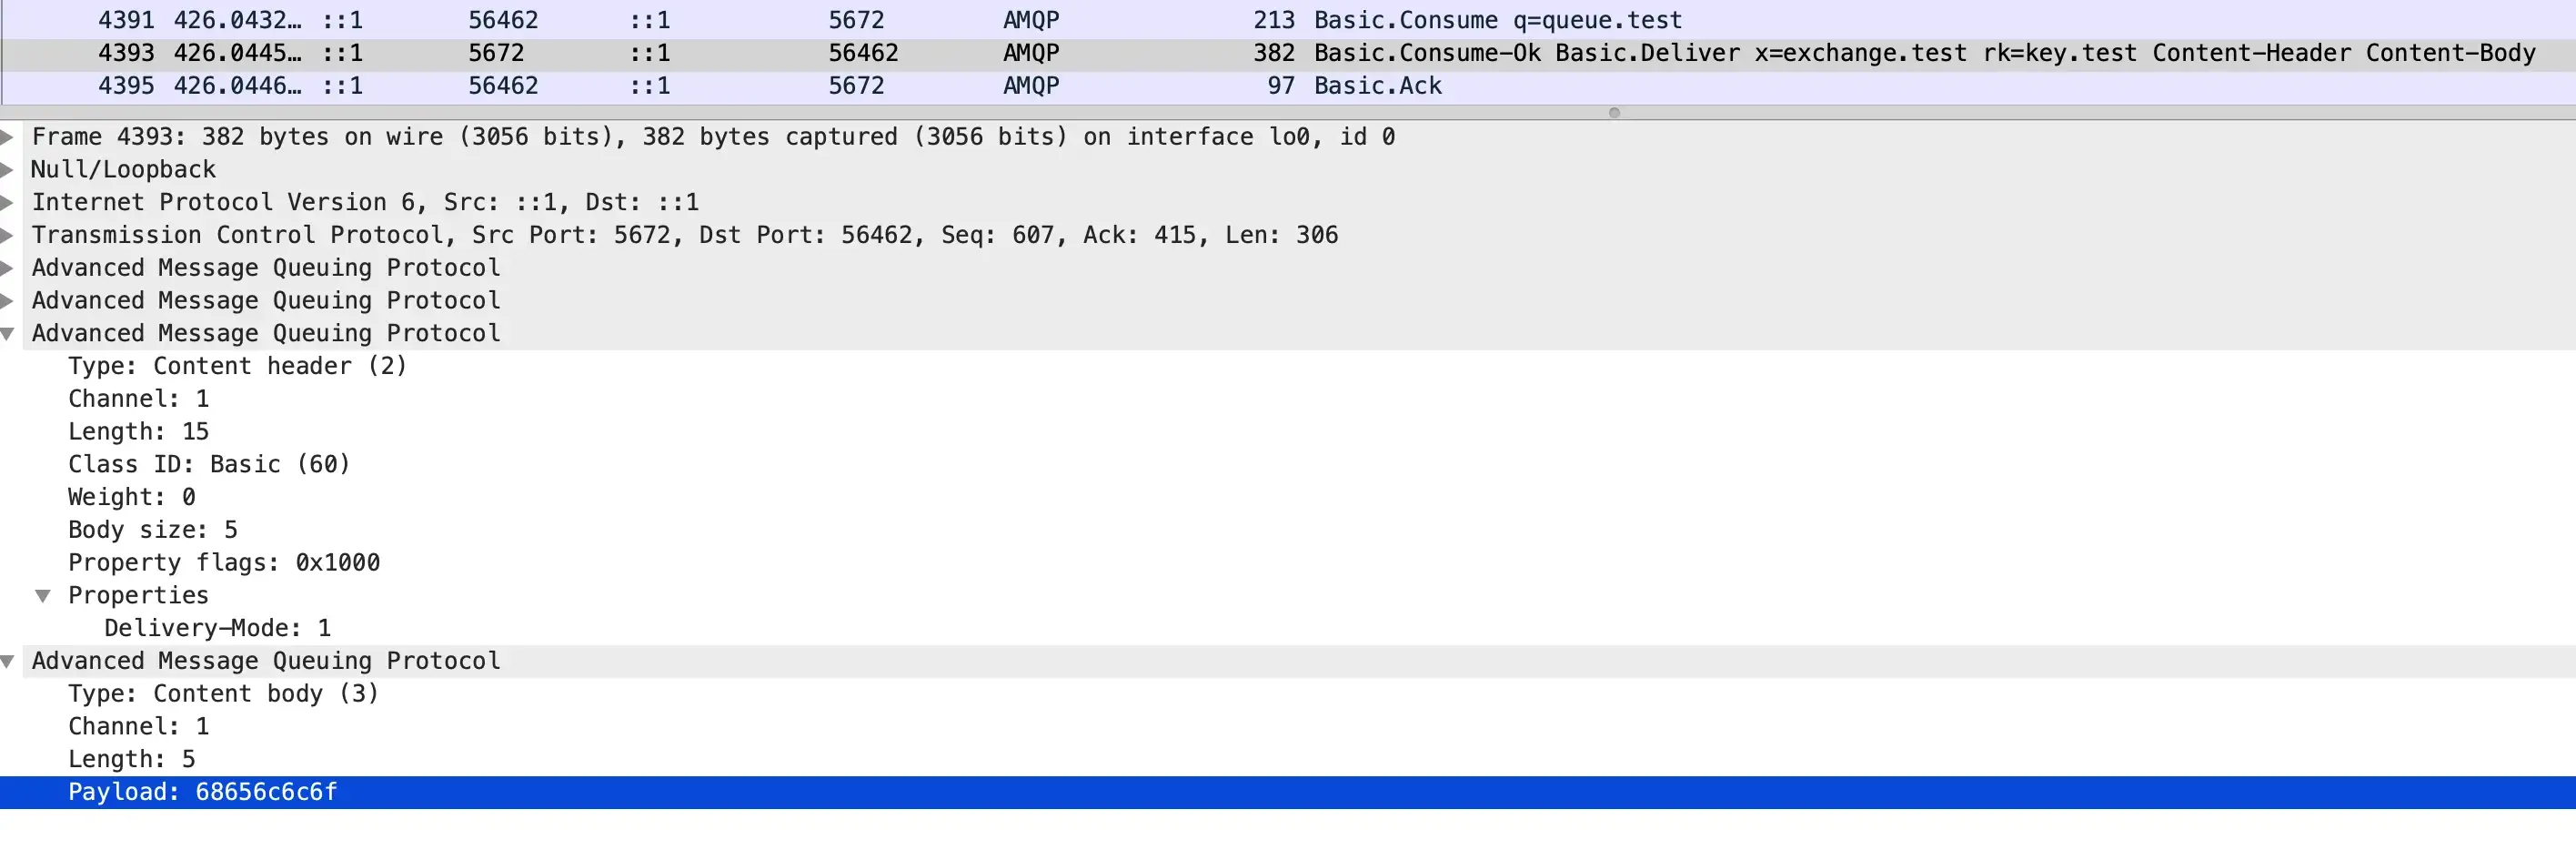 4391 426.0432… ::1 56462 ::1 5672 AMQP 213 Basic.Consume q=queue.test
4393 426.0445… ::1 5672 ::1 56462 AMQP 382 Basic.Consume-Ok Basic.Deliver x=exchange.test rk=key.test Content-Header Content-Body
4395 426.0446… ::1 56462 ::1 5672 AMQP 97 Basic.Ack
Frame 4393: 382 bytes on wire (3056 bits), 382 bytes captured (3056 bits) on interface lo0, id 0
Null/Loopback
Internet Protocol Version 6, Src: ::1, Dst: ::1
Transmission Control Protocol, Src Port: 5672, Dst Port: 56462, Seq: 607, Ack: 415, Len: 306
Advanced Message Queuing Protocol
Advanced Message Queuing Protocol
Advanced Message Queuing Protocol
Type: Content header (2)
Channel: 1
Length: 15
Class ID: Basic (60)
Weight: 0
Body size: 5
Property flags: 0x1000
Properties
Delivery-Mode: 1
Advanced Message Queuing Protocol
Type: Content body (3)
Channel: 1
Length: 5
Payload: 68656c6c6f